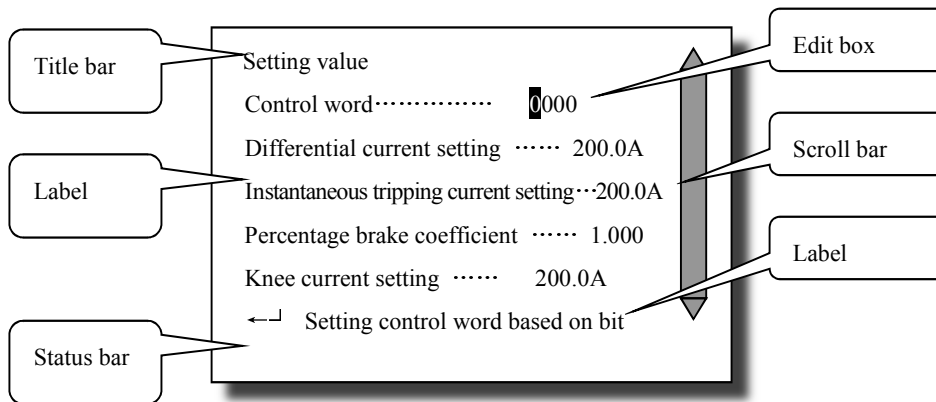 Title bar
Label
Status bar
Setting value
Control word…………… 0000
Differential current setting …… 200.0A
Instantaneous tripping current setting…200.0A
Percentage brake coefficient …… 1.000
Knee current setting …… 200.0A
←┘ Setting control word based on bit
Edit box
Scroll bar
Label